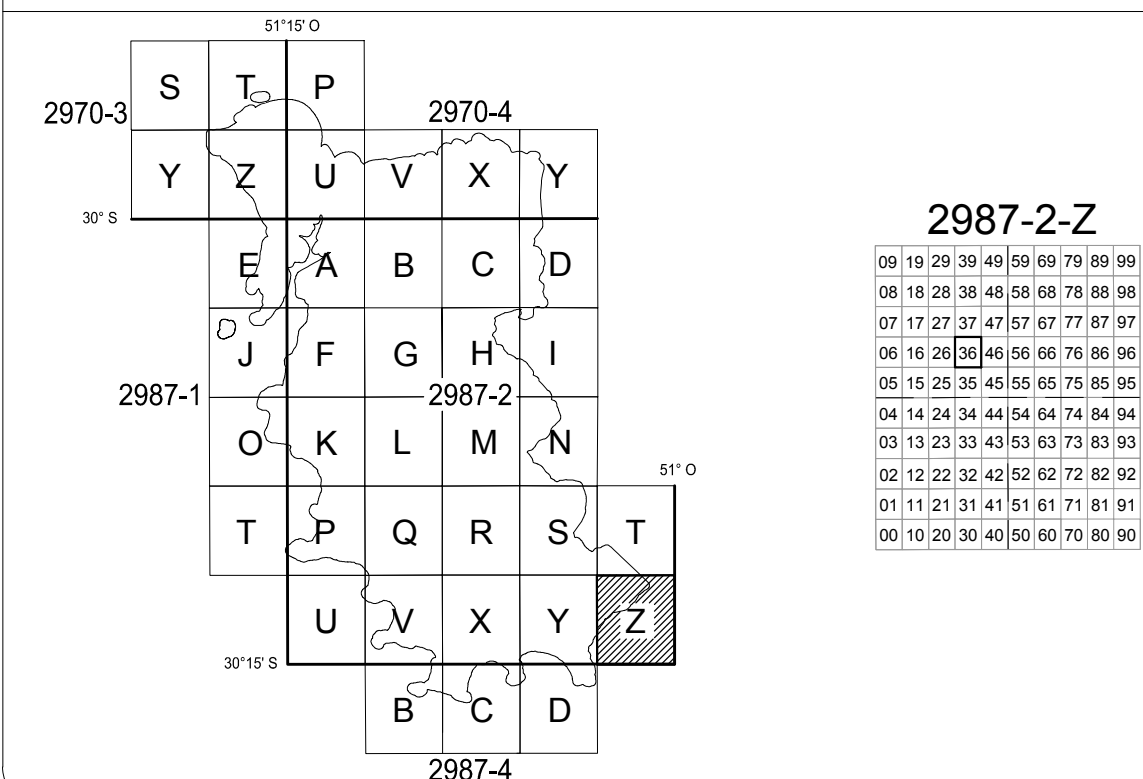 51°15' O
S T P
2970-3
2970-4
Y Z U V X Y
30° S
E A B C D
J F G H I
2987-1
2987-2
O K L M N
51° O
T P Q R S T
U V X Y Z
30°15' S
B C D
2987-4
2987-2-Z
09 19 29 39 49 59 69 79 89 99
08 18 28 38 48 58 68 78 88 98
07 17 27 37 47 57 67 77 87 97
06 16 26 36 46 56 66 76 86 96
05 15 25 35 45 55 65 75 85 95
04 14 24 34 44 54 64 74 84 94
03 13 23 33 43 53 63 73 83 93
02 12 22 32 42 52 62 72 82 92
01 11 21 31 41 51 61 71 81 91
00 10 20 30 40 50 60 70 80 90